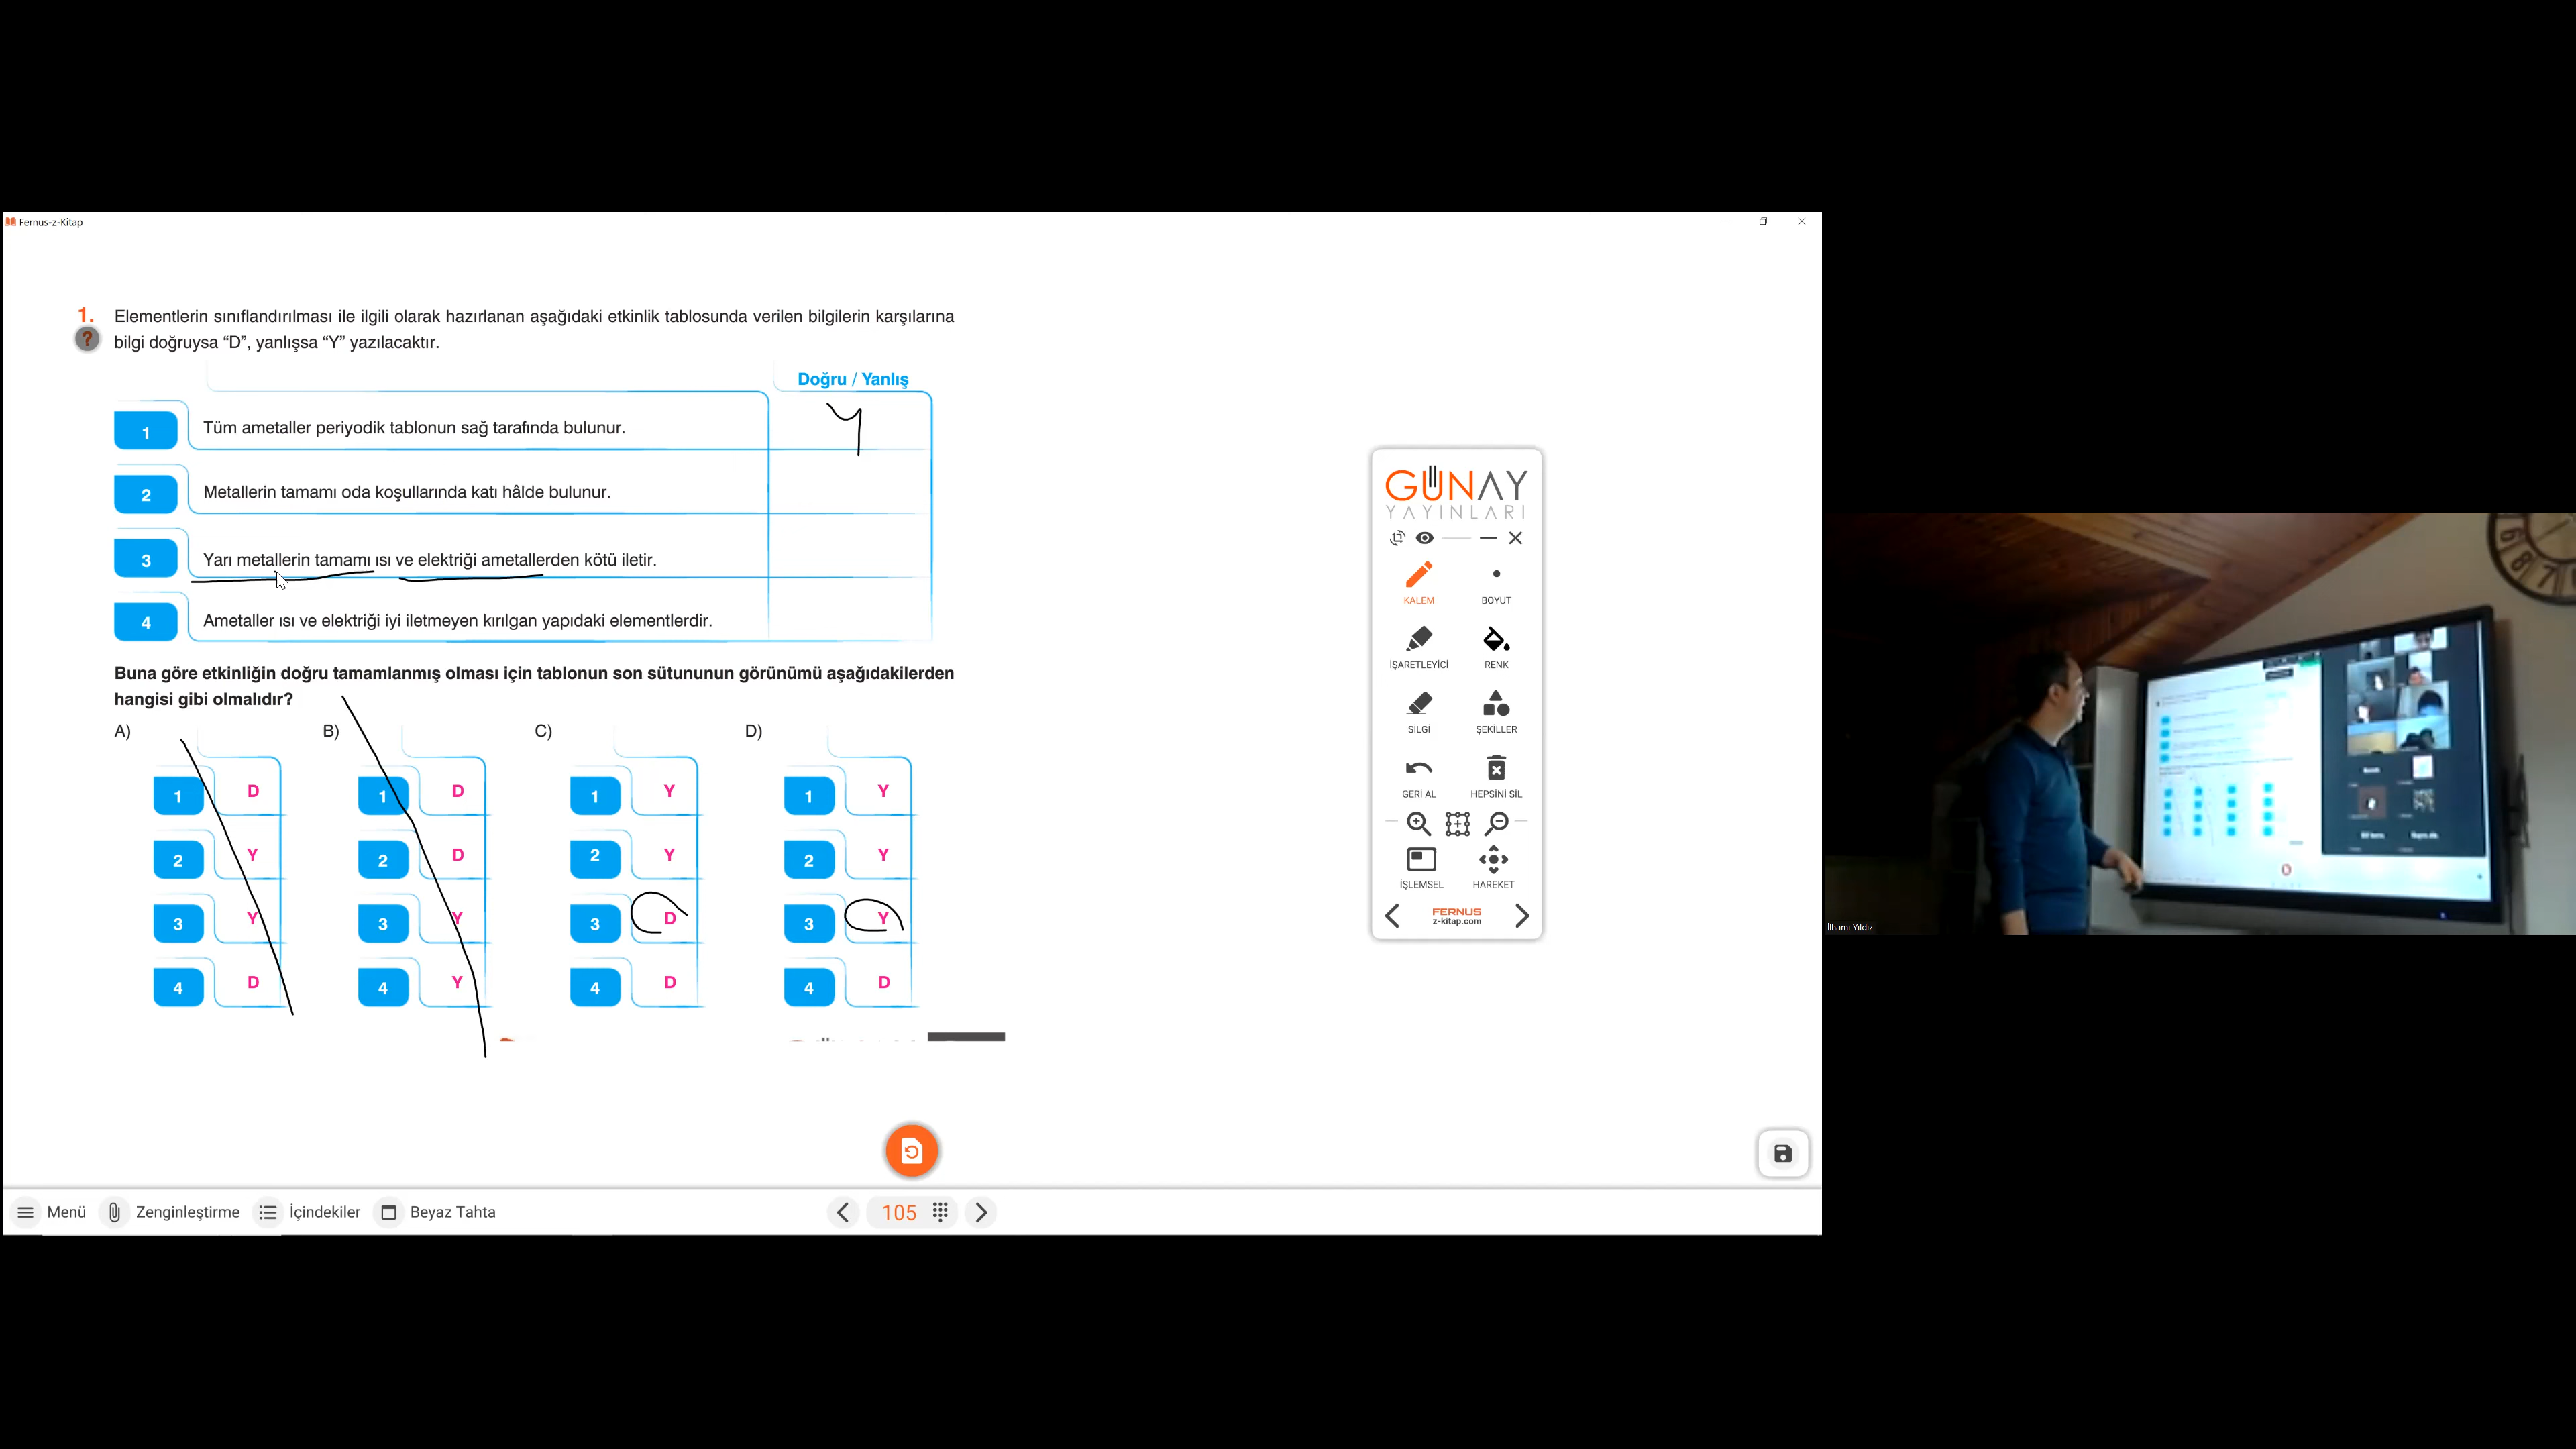 Fernus-z-Kitap
1. Elementlerin sınıflandırılması ile ilgili olarak hazırlanan aşağıdaki etkinlik tablosunda verilen bilgilerin karşılarına
? bilgi doğruysa “D”, yanlışsa “Y” yazılacaktır.
Doğru / Yanlış
1 Tüm ametaller periyodik tablonun sağ tarafında bulunur. Y
2 Metallerin tamamı oda koşullarında katı hâlde bulunur.
3 Yarı metallerin tamamı ısı ve elektriği ametallerden kötü iletir.
4 Ametaller ısı ve elektriği iyi iletmeyen kırılgan yapıdaki elementlerdir.
Buna göre etkinliğin doğru tamamlanmış olması için tablonun son sütununun görünümü aşağıdakilerden
hangisi gibi olmalıdır?
A) B) C) D)
1 D 1 D 1 Y 1 Y
2 Y 2 D 2 Y 2 Y
3 Y 3 Y 3 D 3 Y
4 D 4 Y 4 D 4 D
GÜNAY
YAYINLARI
KALEM BOYUT
İŞARETLEYİCİ RENK
SİLGİ ŞEKİLLER
GERİ AL HEPSİNİ SİL
İŞLEMSEL HAREKET
FERNUS
z-kitap.com
Menü Zenginleştirme İçindekiler Beyaz Tahta 105
İlhami Yıldız